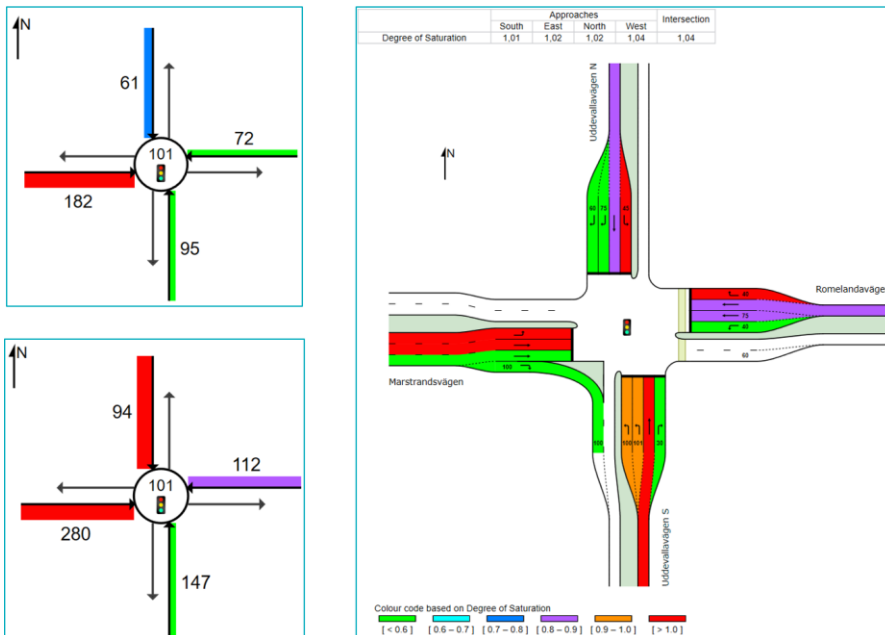 N
61
72
101
182
95
N
94
112
101
280
147
Approaches
Intersection
South East North West
Degree of Saturation 1,01 1,02 1,02 1,04 1,04
Uddevallavägen N
N
60 75 45
Romelandaväge
40
75
40
60
Marstrandsvägen
100
100
100 101 30
Uddevallavägen S
Colour code based on Degree of Saturation
[ < 0.6 ] [ 0.6 – 0.7 ] [ 0.7 – 0.8 ] [ 0.8 – 0.9 ] [ 0.9 – 1.0 ] [ > 1.0 ]